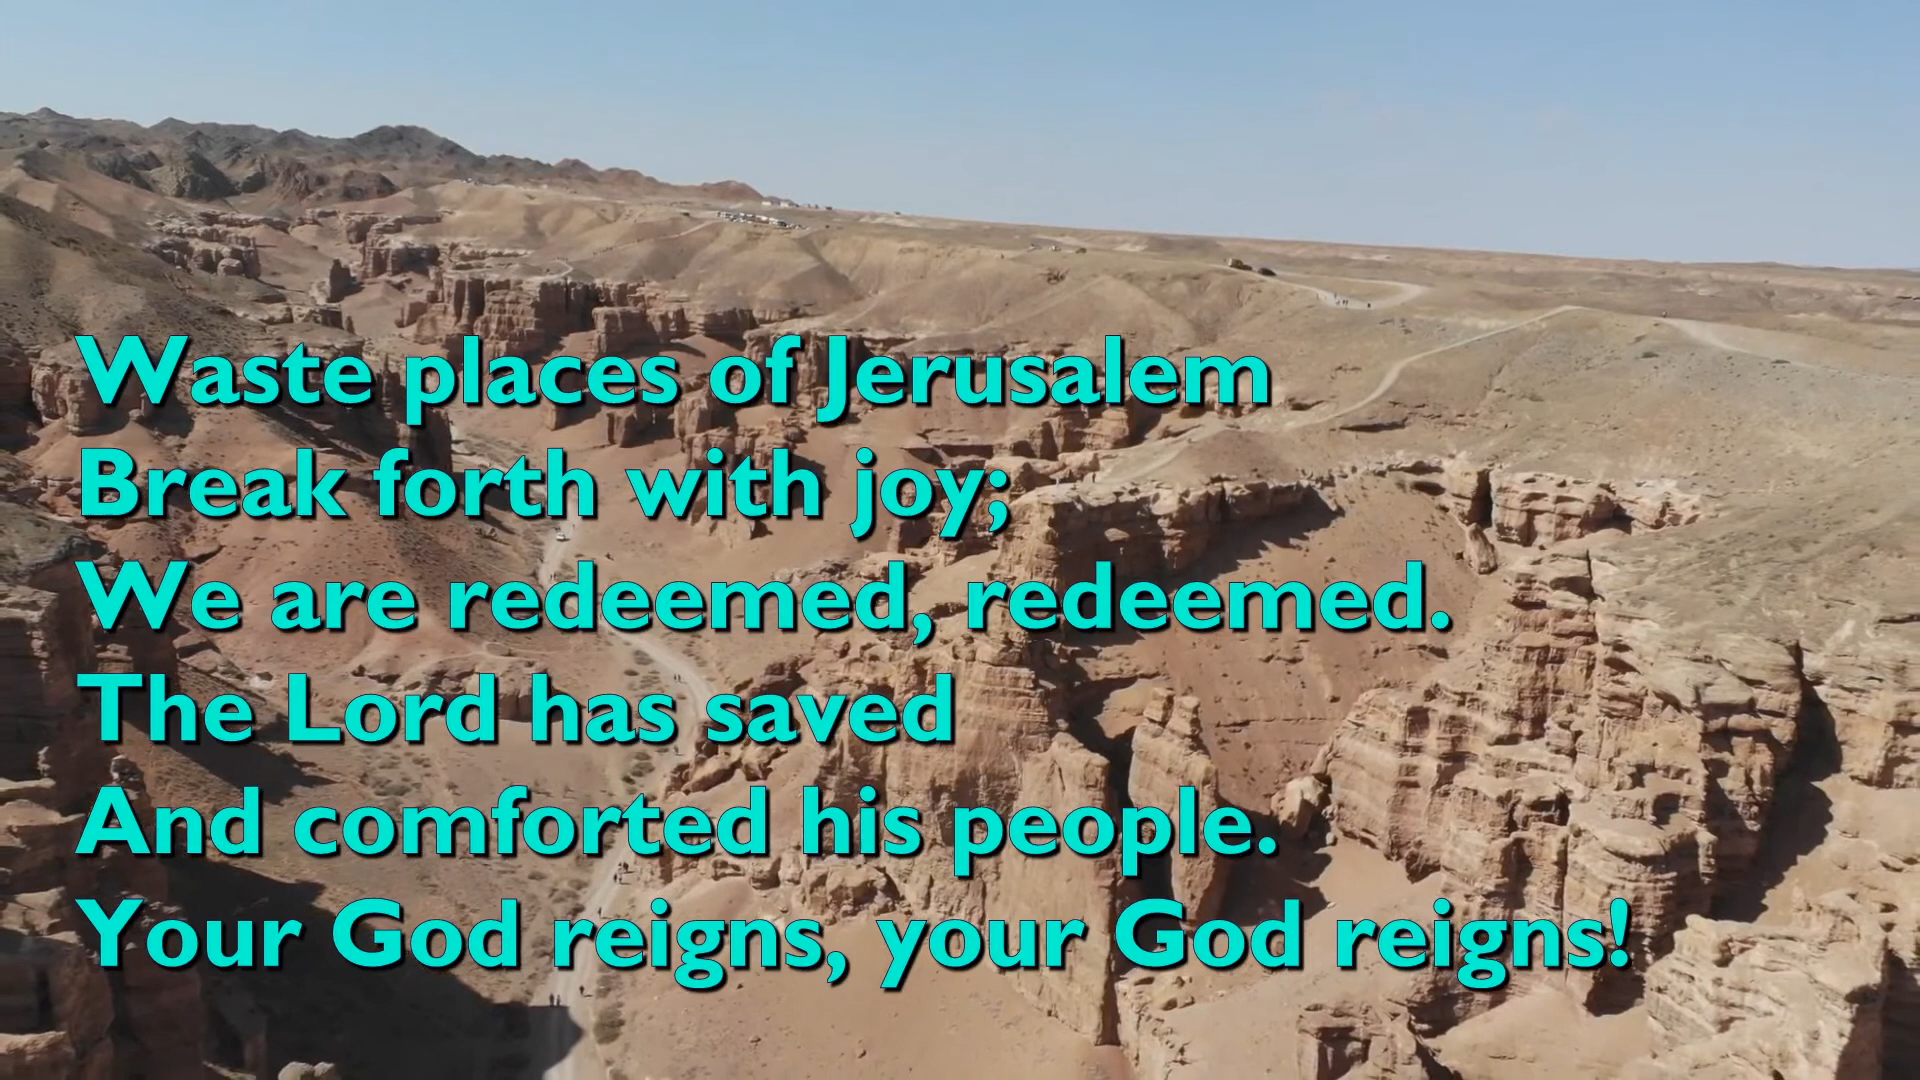 Waste places of Jerusalem
Break forth with joy;
We are redeemed, redeemed.
The Lord has saved
And comforted his people.
Your God reigns, your God reigns!